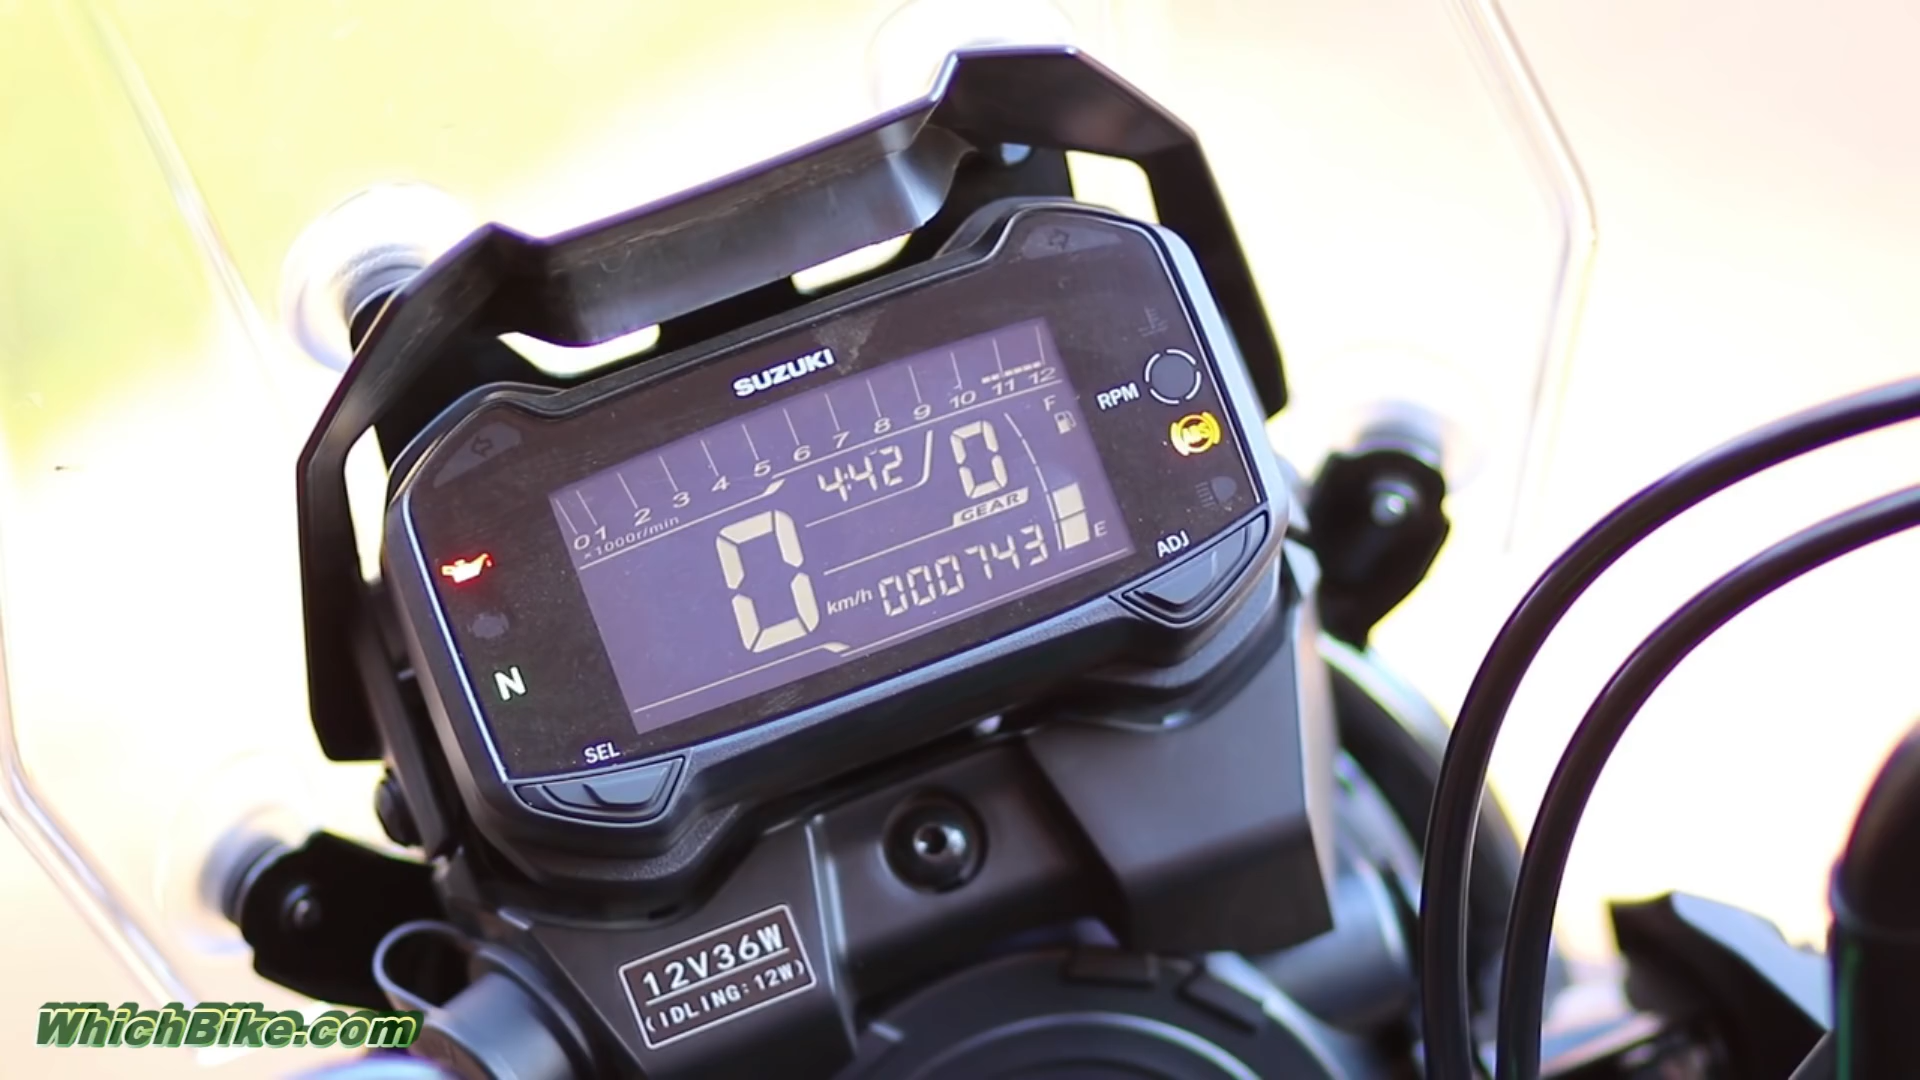 SUZUKI
0 1 2 3 4 5 6 7 8 9 10 11 12
×1000r/min
4:42
0
GEAR
F
E
0
km/h
000743
RPM
ABS
N
SEL
ADJ
12V36W
(IDLING:12W)
WhichBike.com